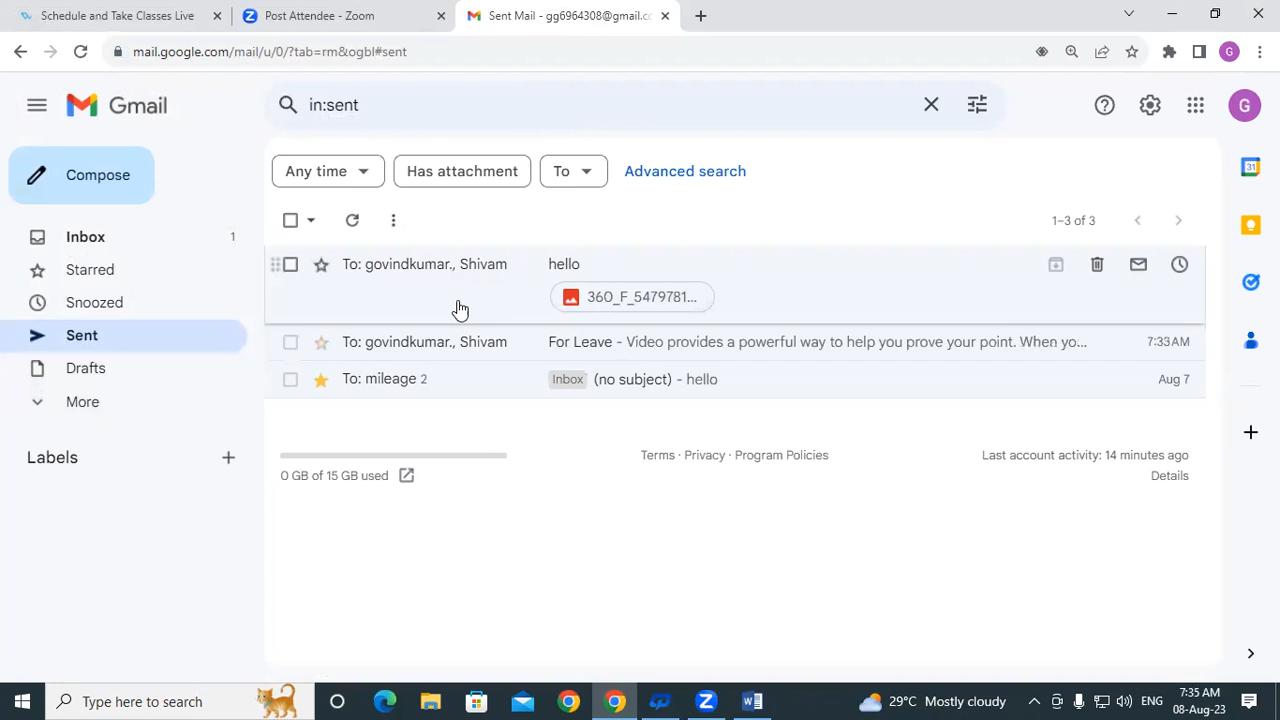 Schedule and Take Classes Live
Post Attendee - Zoom
Sent Mail - gg6964308@gmail.co
mail.google.com/mail/u/0/?tab=rm&ogbl#sent
G
Gmail
in:sent
G
Compose
Any time
Has attachment
To
Advanced search
31
Inbox 1
1–3 of 3
Starred
To: govindkumar., Shivam hello
Snoozed
360_F_5479781...
Sent
To: govindkumar., Shivam For Leave - Video provides a powerful way to help you prove your point. When yo... 7:33 AM
Drafts
To: mileage 2 Inbox (no subject) - hello Aug 7
More
Labels
Terms · Privacy · Program Policies
Last account activity: 14 minutes ago
0 GB of 15 GB used
Details
Type here to search
29°C Mostly cloudy
ENG
7:35 AM
08-Aug-23